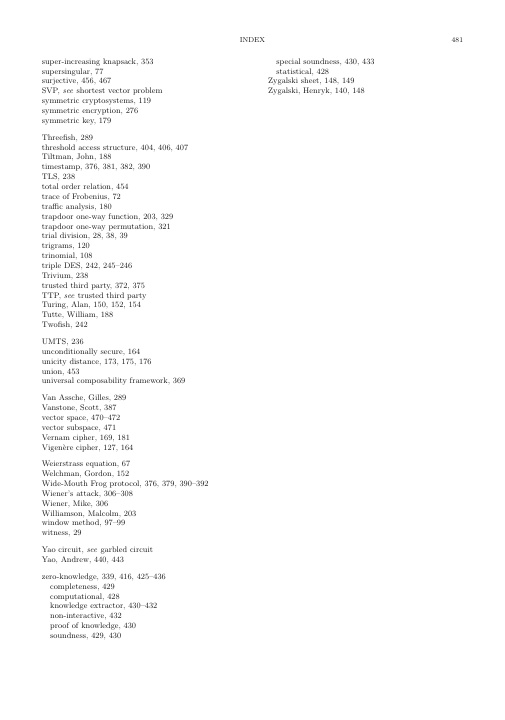 INDEX 481
super-increasing knapsack, 353
supersingular, 77
surjective, 456, 467
SVP, see shortest vector problem
symmetric cryptosystems, 119
symmetric encryption, 276
symmetric key, 179
Threefish, 289
threshold access structure, 404, 406, 407
Tiltman, John, 188
timestamp, 376, 381, 382, 390
TLS, 238
total order relation, 454
trace of Frobenius, 72
traffic analysis, 180
trapdoor one-way function, 203, 329
trapdoor one-way permutation, 321
trial division, 28, 38, 39
trigrams, 120
trinomial, 108
triple DES, 242, 245–246
Trivium, 238
trusted third party, 372, 375
TTP, see trusted third party
Turing, Alan, 150, 152, 154
Tutte, William, 188
Twofish, 242
UMTS, 236
unconditionally secure, 164
unicity distance, 173, 175, 176
union, 453
universal composability framework, 369
Van Assche, Gilles, 289
Vanstone, Scott, 387
vector space, 470–472
vector subspace, 471
Vernam cipher, 169, 181
Vigenère cipher, 127, 164
Weierstrass equation, 67
Welchman, Gordon, 152
Wide-Mouth Frog protocol, 376, 379, 390–392
Wiener's attack, 306–308
Wiener, Mike, 306
Williamson, Malcolm, 203
window method, 97–99
witness, 29
Yao circuit, see garbled circuit
Yao, Andrew, 440, 443
zero-knowledge, 339, 416, 425–436
completeness, 429
computational, 428
knowledge extractor, 430–432
non-interactive, 432
proof of knowledge, 430
soundness, 429, 430
special soundness, 430, 433
statistical, 428
Zygalski sheet, 148, 149
Zygalski, Henryk, 140, 148